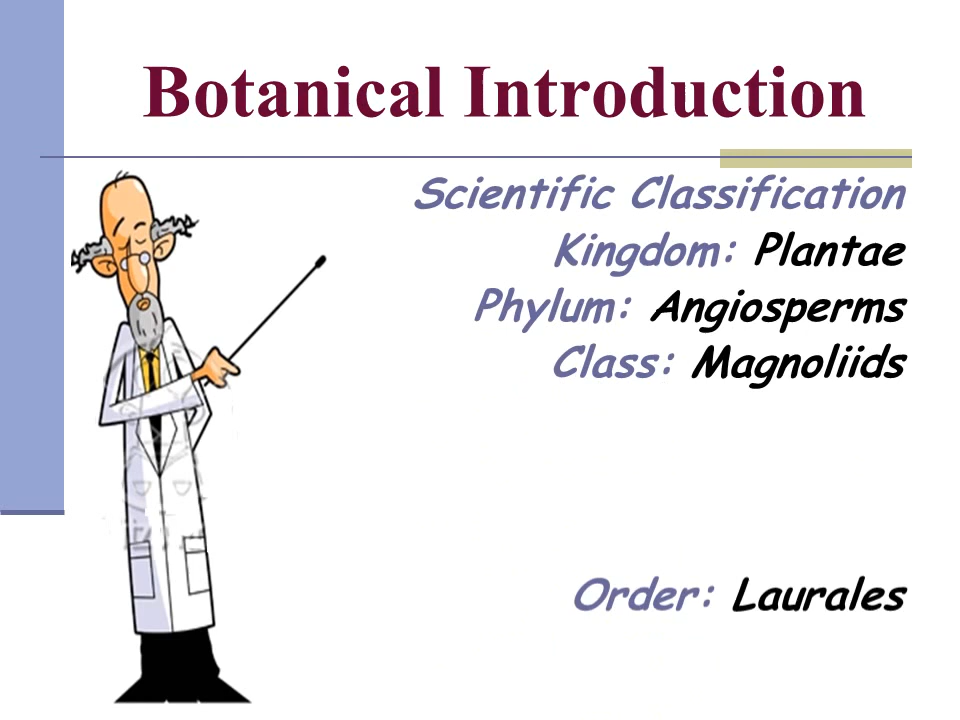 Botanical Introduction
Scientific Classification
Kingdom: Plantae
Phylum: Angiosperms
Class: Magnoliids
Order: Laurales